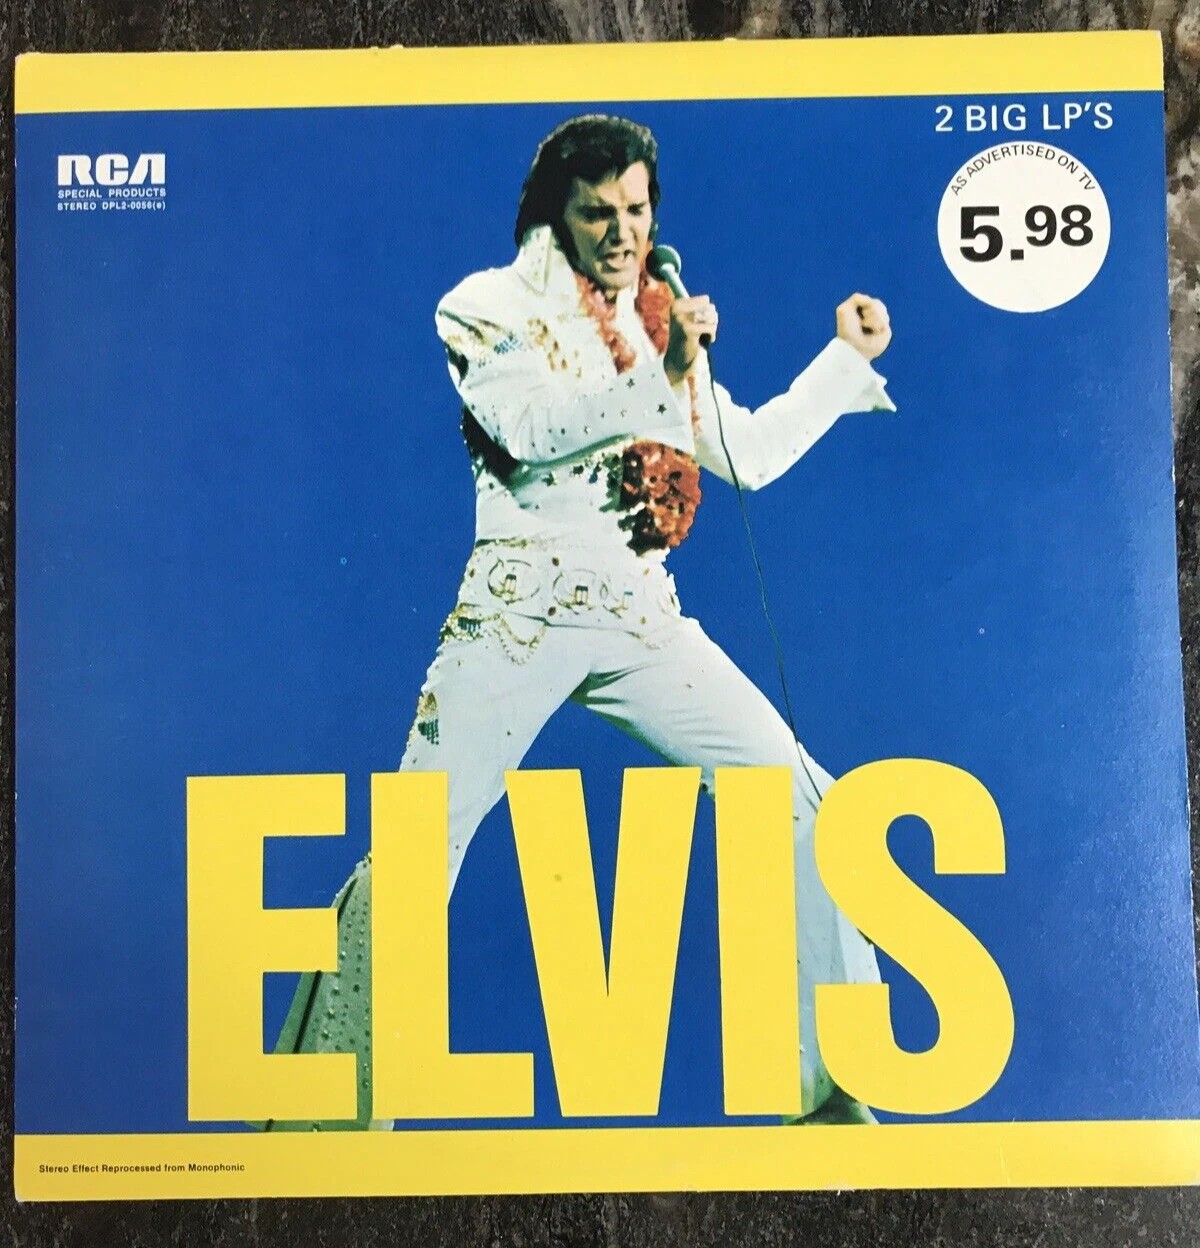 2 BIG LP'S
RCA
SPECIAL PRODUCTS
STEREO DPL2-0056(e)
AS ADVERTISED ON TV
5.98
ELVIS
Stereo Effect Reprocessed from Monophonic